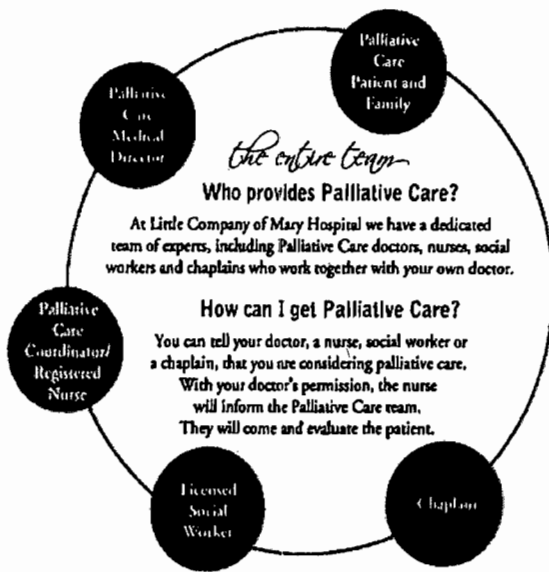 Palliative
Care
Patient and
Family
Palliative
Care
Medical
Director
the entire team
Who provides Palliative Care?
At Little Company of Mary Hospital we have a dedicated
team of experts, including Palliative Care doctors, nurses, social
workers and chaplains who work together with your own doctor.
How can I get Palliative Care?
You can tell your doctor, a nurse, social worker or
a chaplain, that you are considering palliative care.
With your doctor's permission, the nurse
will inform the Palliative Care team.
They will come and evaluate the patient.
Palliative
Care
Coordinator/
Registered
Nurse
Licensed
Social
Worker
Chaplain